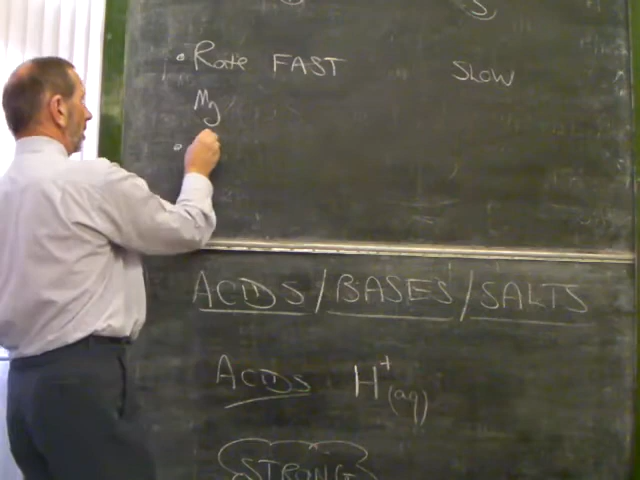 • Rate FAST SLOW
Mg
•
ACIDS/BASES/SALTS
ACIDS H+(aq)
STRONG